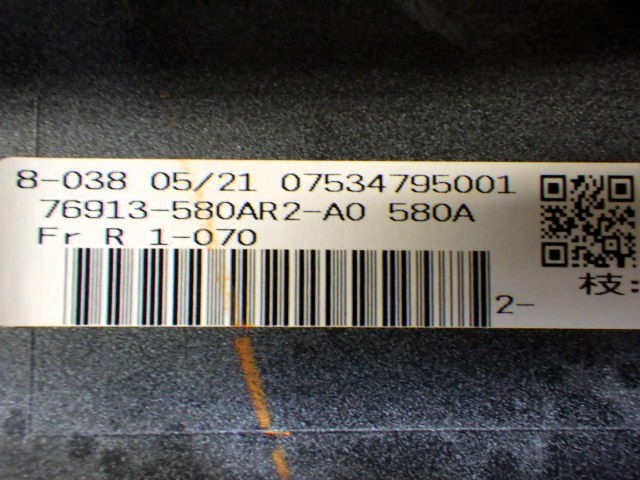 8-038 05/21 07534795001
76913-580AR2-A0 580A
Fr R 1-070
2-
枝: